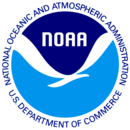 NATIONAL OCEANIC AND ATMOSPHERIC ADMINISTRATION
NOAA
U.S. DEPARTMENT OF COMMERCE